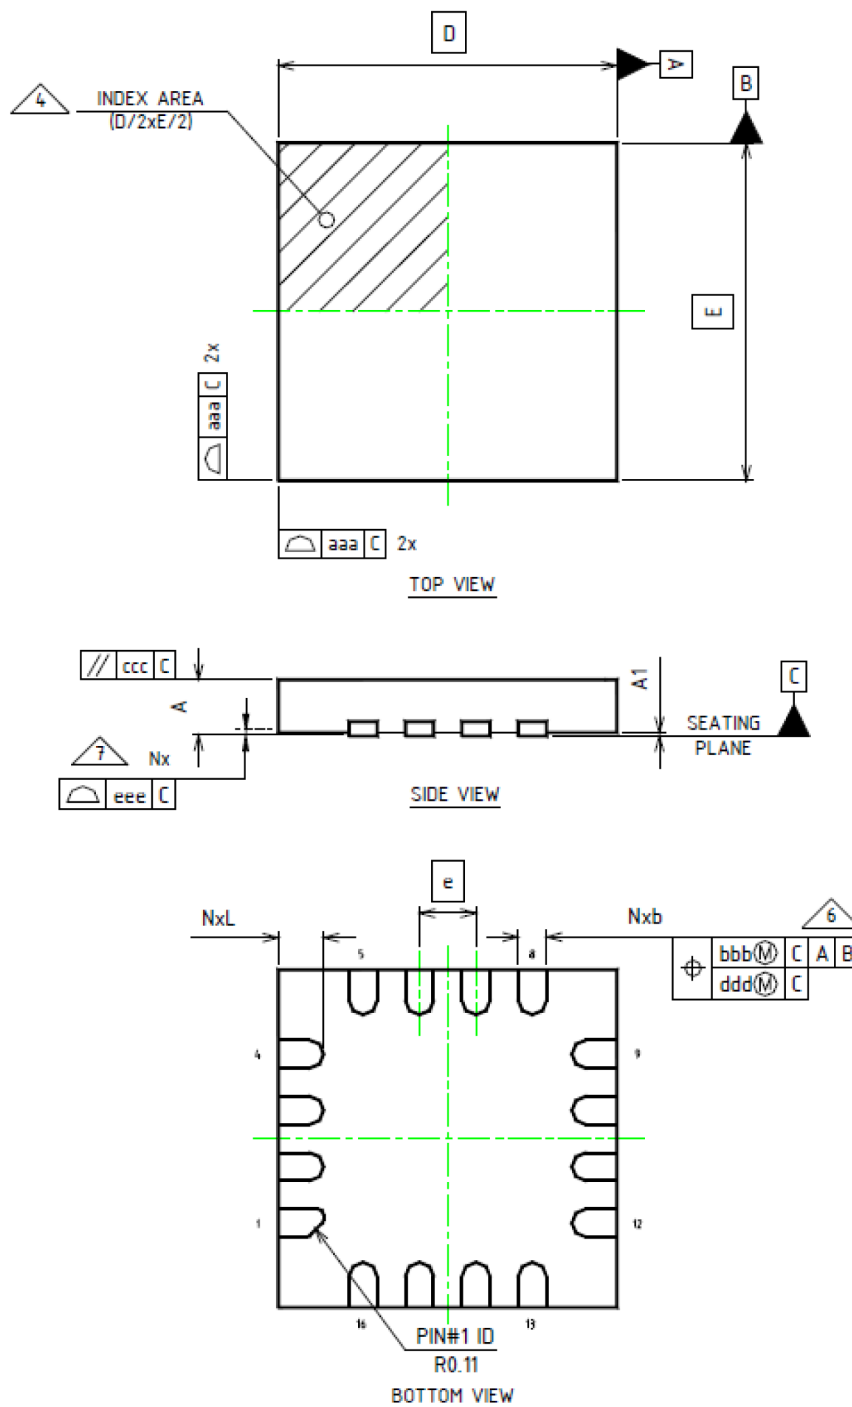 D
A
B
4
INDEX AREA
(D/2xE/2)
E
aaa C 2x
aaa C 2x
TOP VIEW
// ccc C
A
A1
C
SEATING
PLANE
7
Nx
eee C
SIDE VIEW
e
NxL
Nxb
6
bbbⓂ C A B
dddⓂ C
5
8
4
9
1
12
16
13
PIN#1 ID
R0.11
BOTTOM VIEW